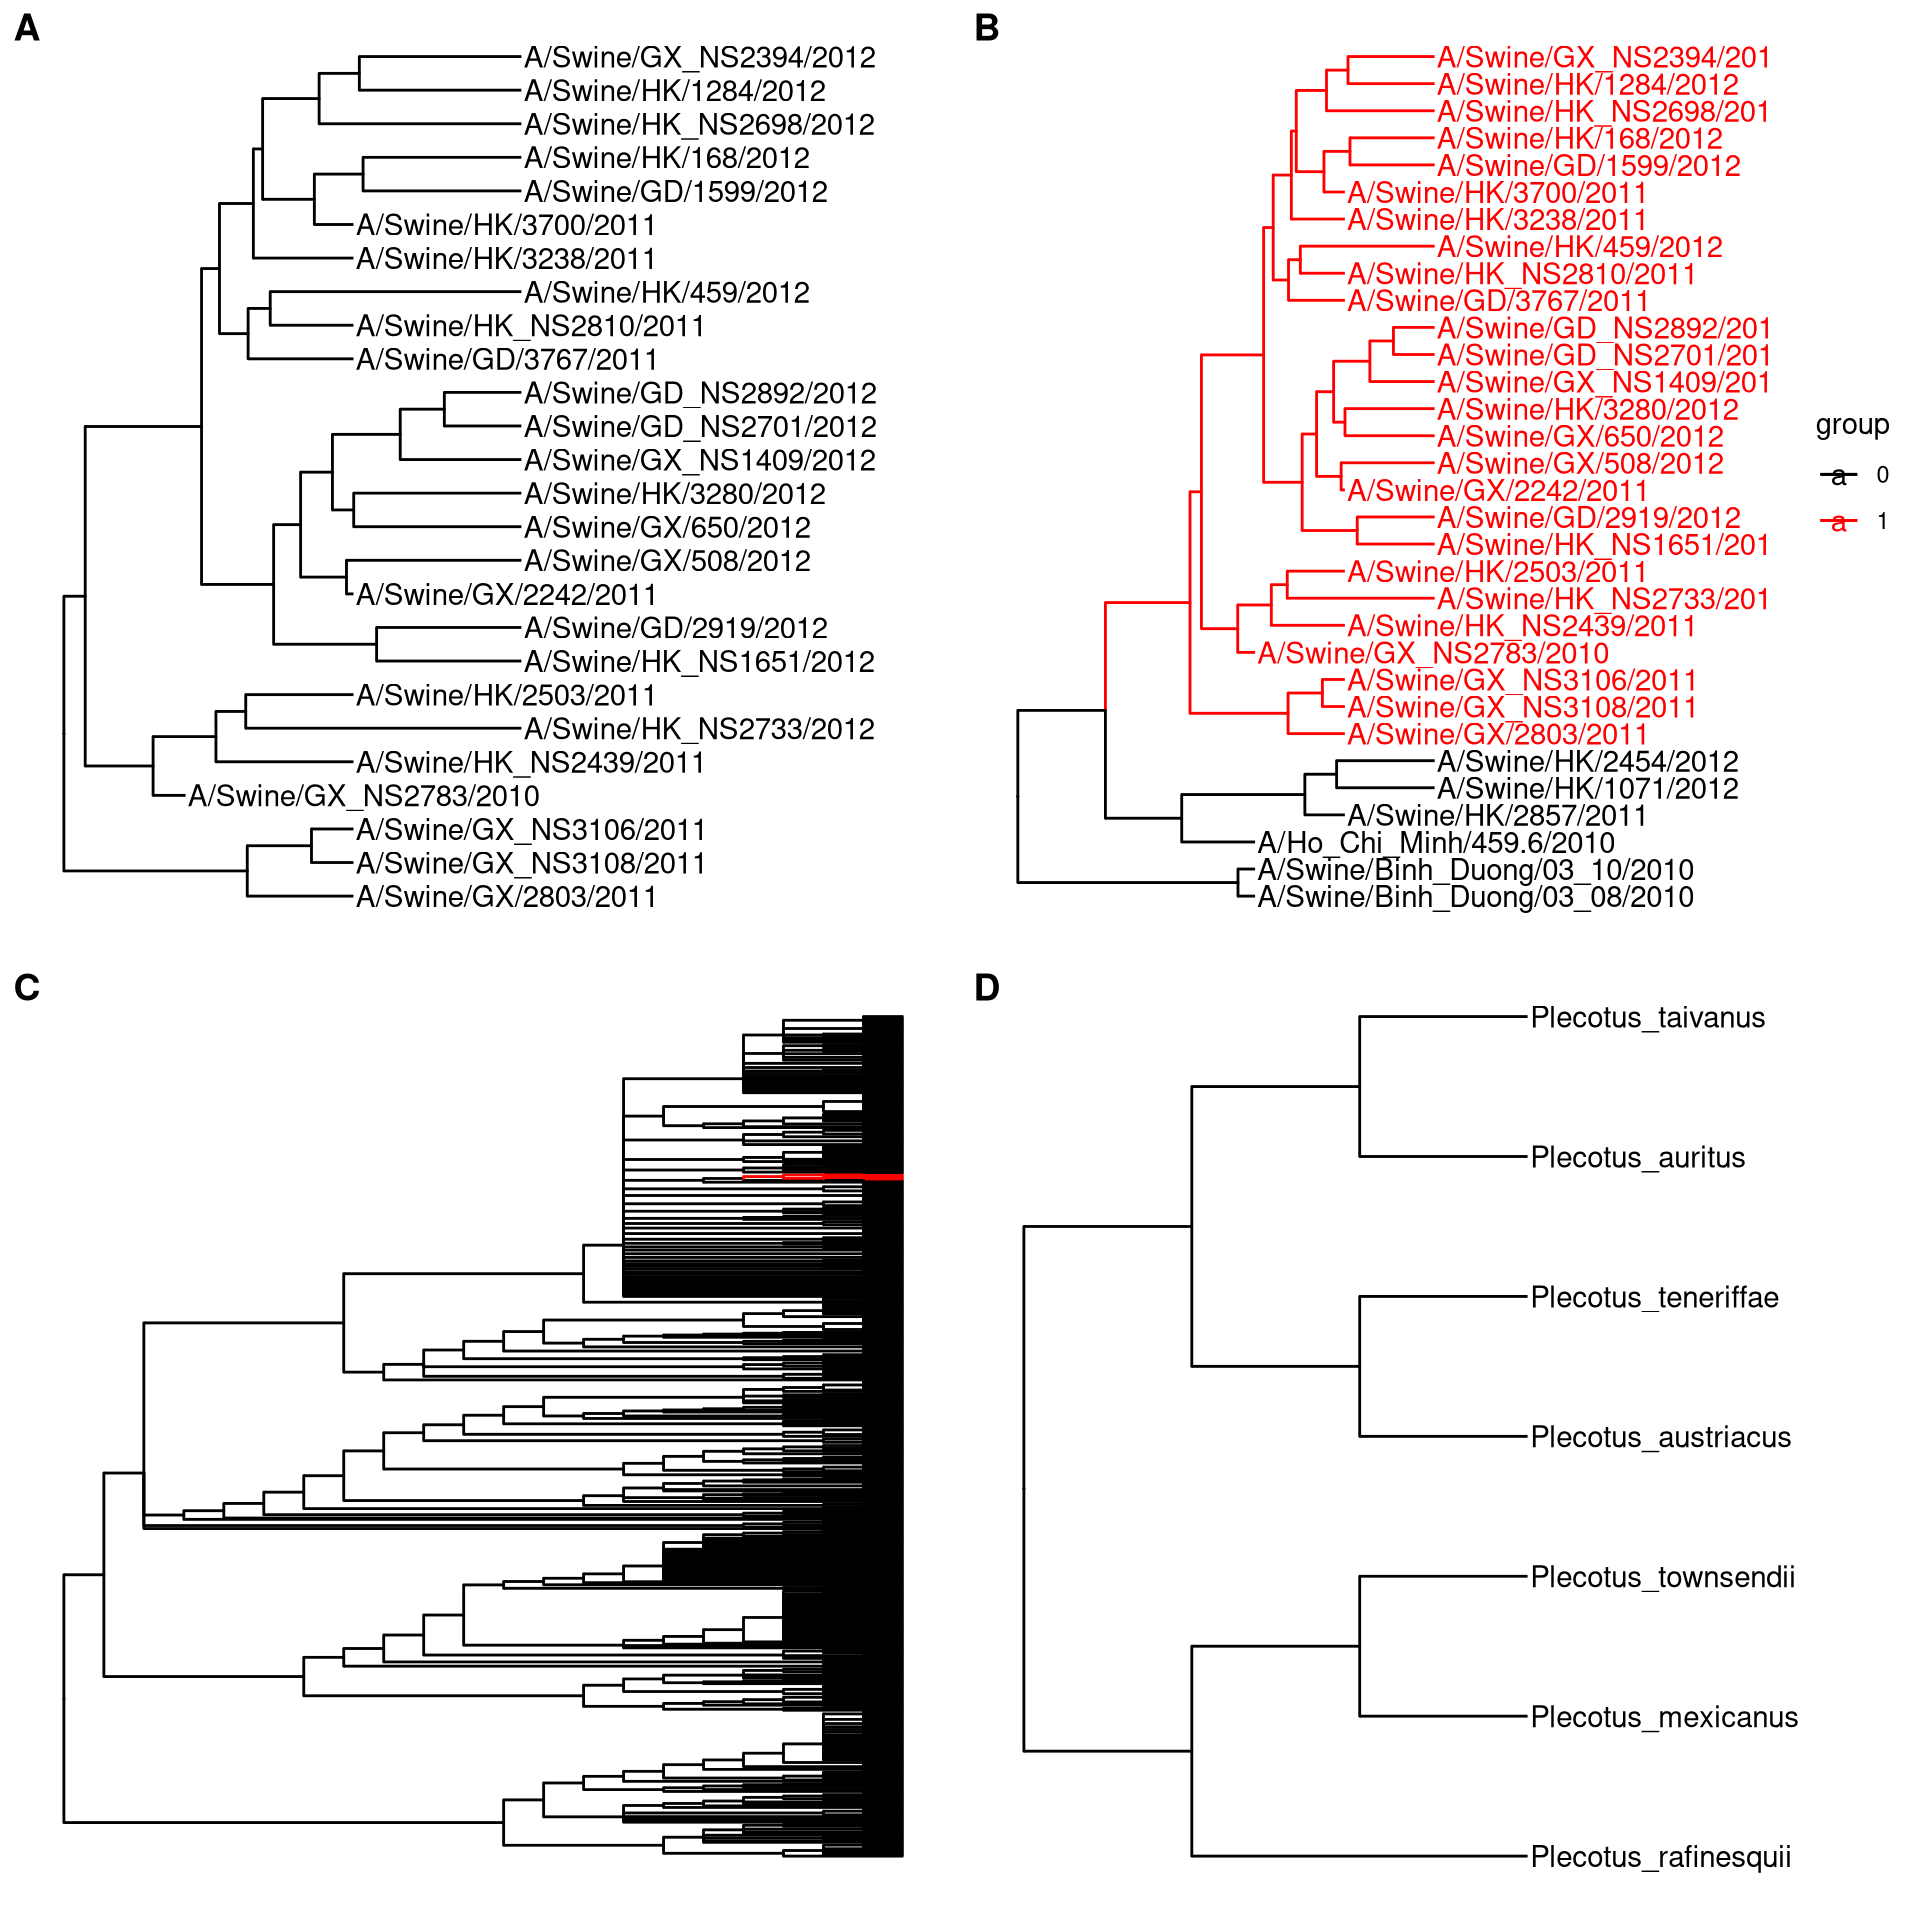 A
A/Swine/GX_NS2394/2012
A/Swine/HK/1284/2012
A/Swine/HK_NS2698/2012
A/Swine/HK/168/2012
A/Swine/GD/1599/2012
A/Swine/HK/3700/2011
A/Swine/HK/3238/2011
A/Swine/HK/459/2012
A/Swine/HK_NS2810/2011
A/Swine/GD/3767/2011
A/Swine/GD_NS2892/2012
A/Swine/GD_NS2701/2012
A/Swine/GX_NS1409/2012
A/Swine/HK/3280/2012
A/Swine/GX/650/2012
A/Swine/GX/508/2012
A/Swine/GX/2242/2011
A/Swine/GD/2919/2012
A/Swine/HK_NS1651/2012
A/Swine/HK/2503/2011
A/Swine/HK_NS2733/2012
A/Swine/HK_NS2439/2011
A/Swine/GX_NS2783/2010
A/Swine/GX_NS3106/2011
A/Swine/GX_NS3108/2011
A/Swine/GX/2803/2011
B
A/Swine/GX_NS2394/201
A/Swine/HK/1284/2012
A/Swine/HK_NS2698/201
A/Swine/HK/168/2012
A/Swine/GD/1599/2012
A/Swine/HK/3700/2011
A/Swine/HK/3238/2011
A/Swine/HK/459/2012
A/Swine/HK_NS2810/2011
A/Swine/GD/3767/2011
A/Swine/GD_NS2892/201
A/Swine/GD_NS2701/201
A/Swine/GX_NS1409/201
A/Swine/HK/3280/2012
A/Swine/GX/650/2012
A/Swine/GX/508/2012
A/Swine/GX/2242/2011
A/Swine/GD/2919/2012
A/Swine/HK_NS1651/201
A/Swine/HK/2503/2011
A/Swine/HK_NS2733/201
A/Swine/HK_NS2439/2011
A/Swine/GX_NS2783/2010
A/Swine/GX_NS3106/2011
A/Swine/GX_NS3108/2011
A/Swine/GX/2803/2011
A/Swine/HK/2454/2012
A/Swine/HK/1071/2012
A/Swine/HK/2857/2011
A/Ho_Chi_Minh/459.6/2010
A/Swine/Binh_Duong/03_10/2010
A/Swine/Binh_Duong/03_08/2010
group
a 0
a 1
C
D
Plecotus_taivanus
Plecotus_auritus
Plecotus_teneriffae
Plecotus_austriacus
Plecotus_townsendii
Plecotus_mexicanus
Plecotus_rafinesquii